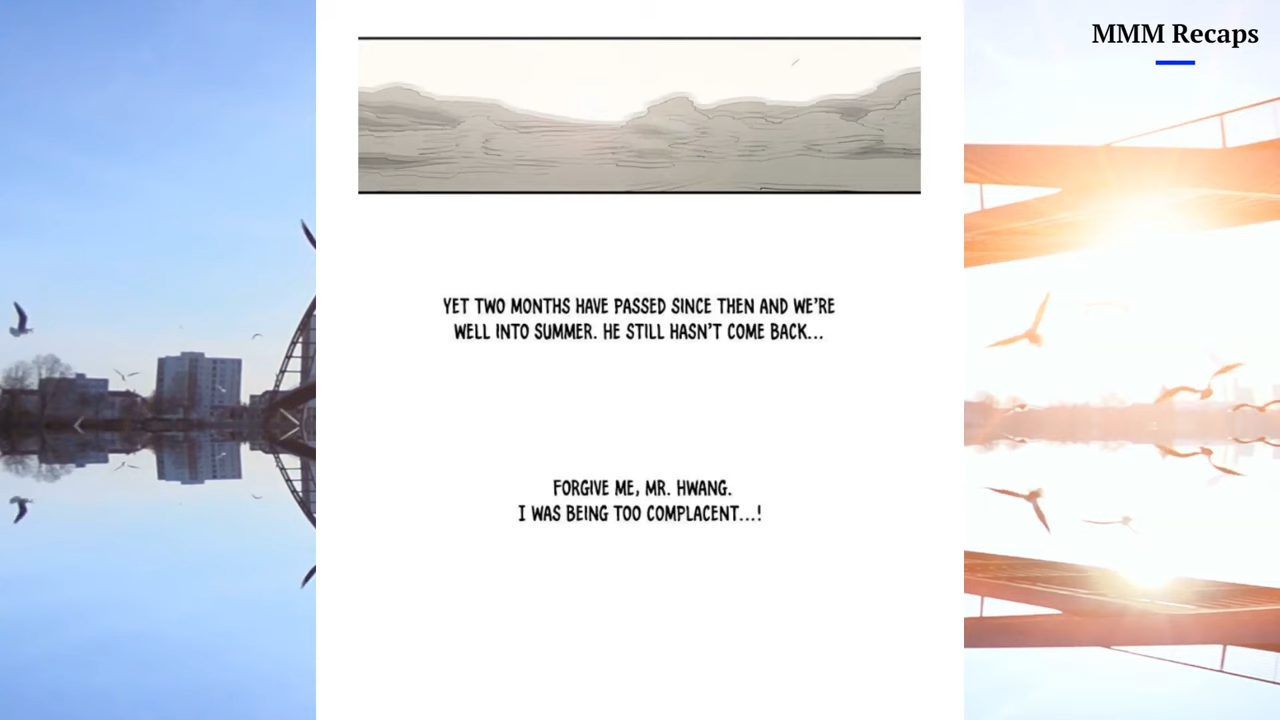 MMM Recaps
YET TWO MONTHS HAVE PASSED SINCE THEN AND WE'RE
WELL INTO SUMMER. HE STILL HASN'T COME BACK...
FORGIVE ME, MR. HWANG.
I WAS BEING TOO COMPLACENT...!